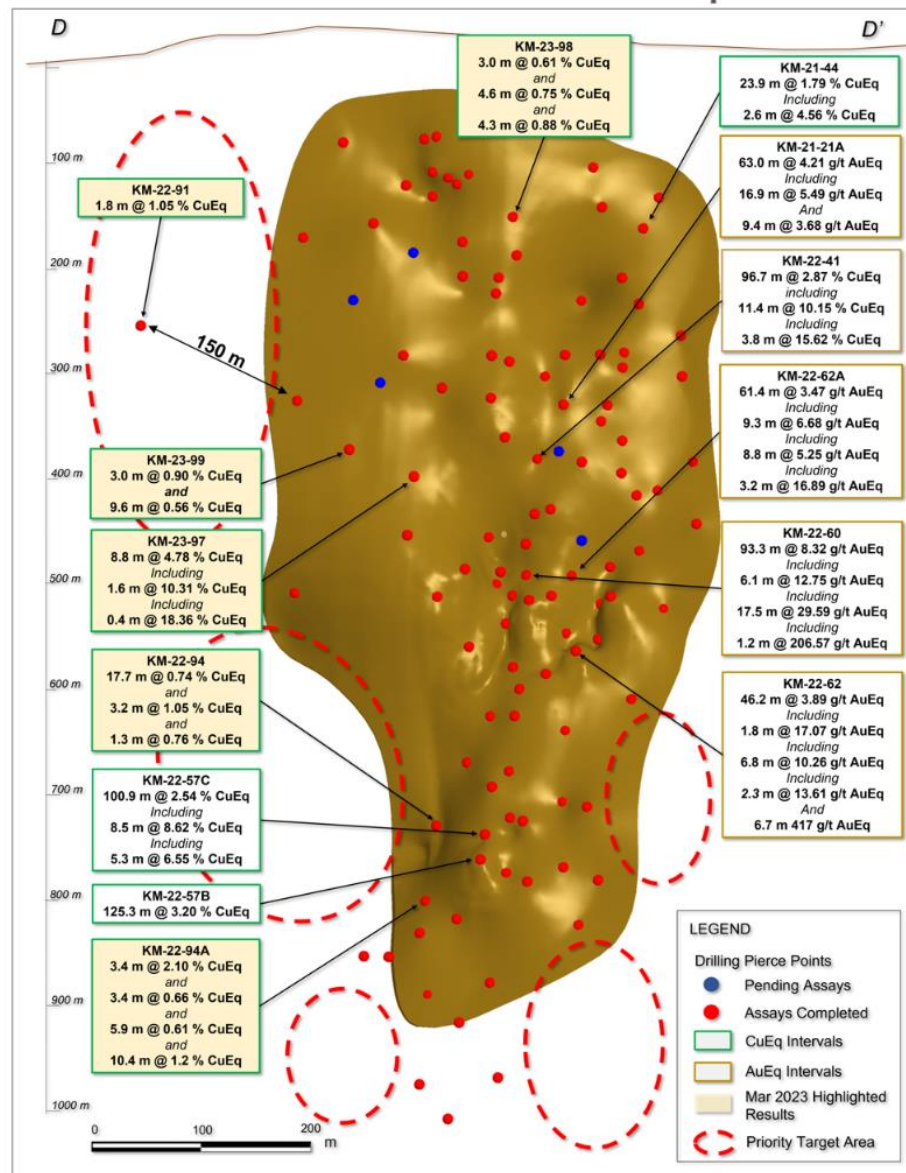 D
D'
KM-23-98
3.0 m @ 0.61 % CuEq
and
4.6 m @ 0.75 % CuEq
and
4.3 m @ 0.88 % CuEq
KM-21-44
23.9 m @ 1.79 % CuEq
Including
2.6 m @ 4.56 % CuEq
KM-21-21A
63.0 m @ 4.21 g/t AuEq
Including
16.9 m @ 5.49 g/t AuEq
And
9.4 m @ 3.68 g/t AuEq
100 m
KM-22-91
1.8 m @ 1.05 % CuEq
200 m
KM-22-41
96.7 m @ 2.87 % CuEq
including
11.4 m @ 10.15 % CuEq
Including
3.8 m @ 15.62 % CuEq
150 m
300 m
KM-22-62A
61.4 m @ 3.47 g/t AuEq
Including
9.3 m @ 6.68 g/t AuEq
Including
8.8 m @ 5.25 g/t AuEq
Including
3.2 m @ 16.89 g/t AuEq
400 m
KM-23-99
3.0 m @ 0.90 % CuEq
and
9.6 m @ 0.56 % CuEq
KM-23-97
8.8 m @ 4.78 % CuEq
Including
1.6 m @ 10.31 % CuEq
Including
0.4 m @ 18.36 % CuEq
500 m
KM-22-60
93.3 m @ 8.32 g/t AuEq
Including
6.1 m @ 12.75 g/t AuEq
Including
17.5 m @ 29.59 g/t AuEq
Including
1.2 m @ 206.57 g/t AuEq
600 m
KM-22-94
17.7 m @ 0.74 % CuEq
and
3.2 m @ 1.05 % CuEq
and
1.3 m @ 0.76 % CuEq
KM-22-62
46.2 m @ 3.89 g/t AuEq
Including
1.8 m @ 17.07 g/t AuEq
Including
6.8 m @ 10.26 g/t AuEq
Including
2.3 m @ 13.61 g/t AuEq
And
6.7 m 417 g/t AuEq
700 m
KM-22-57C
100.9 m @ 2.54 % CuEq
Including
8.5 m @ 8.62 % CuEq
Including
5.3 m @ 6.55 % CuEq
800 m
KM-22-57B
125.3 m @ 3.20 % CuEq
KM-22-94A
3.4 m @ 2.10 % CuEq
and
3.4 m @ 0.66 % CuEq
and
5.9 m @ 0.61 % CuEq
and
10.4 m @ 1.2 % CuEq
900 m
1000 m
0 100 200
m
LEGEND
Drilling Pierce Points
Pending Assays
Assays Completed
CuEq Intervals
AuEq Intervals
Mar 2023 Highlighted
Results
Priority Target Area